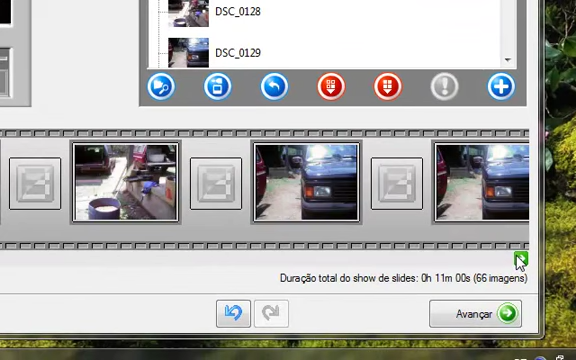 DSC_0128
DSC_0129
Duração total do show de slides: 0h 11m 00s (66 imagens)
Avançar